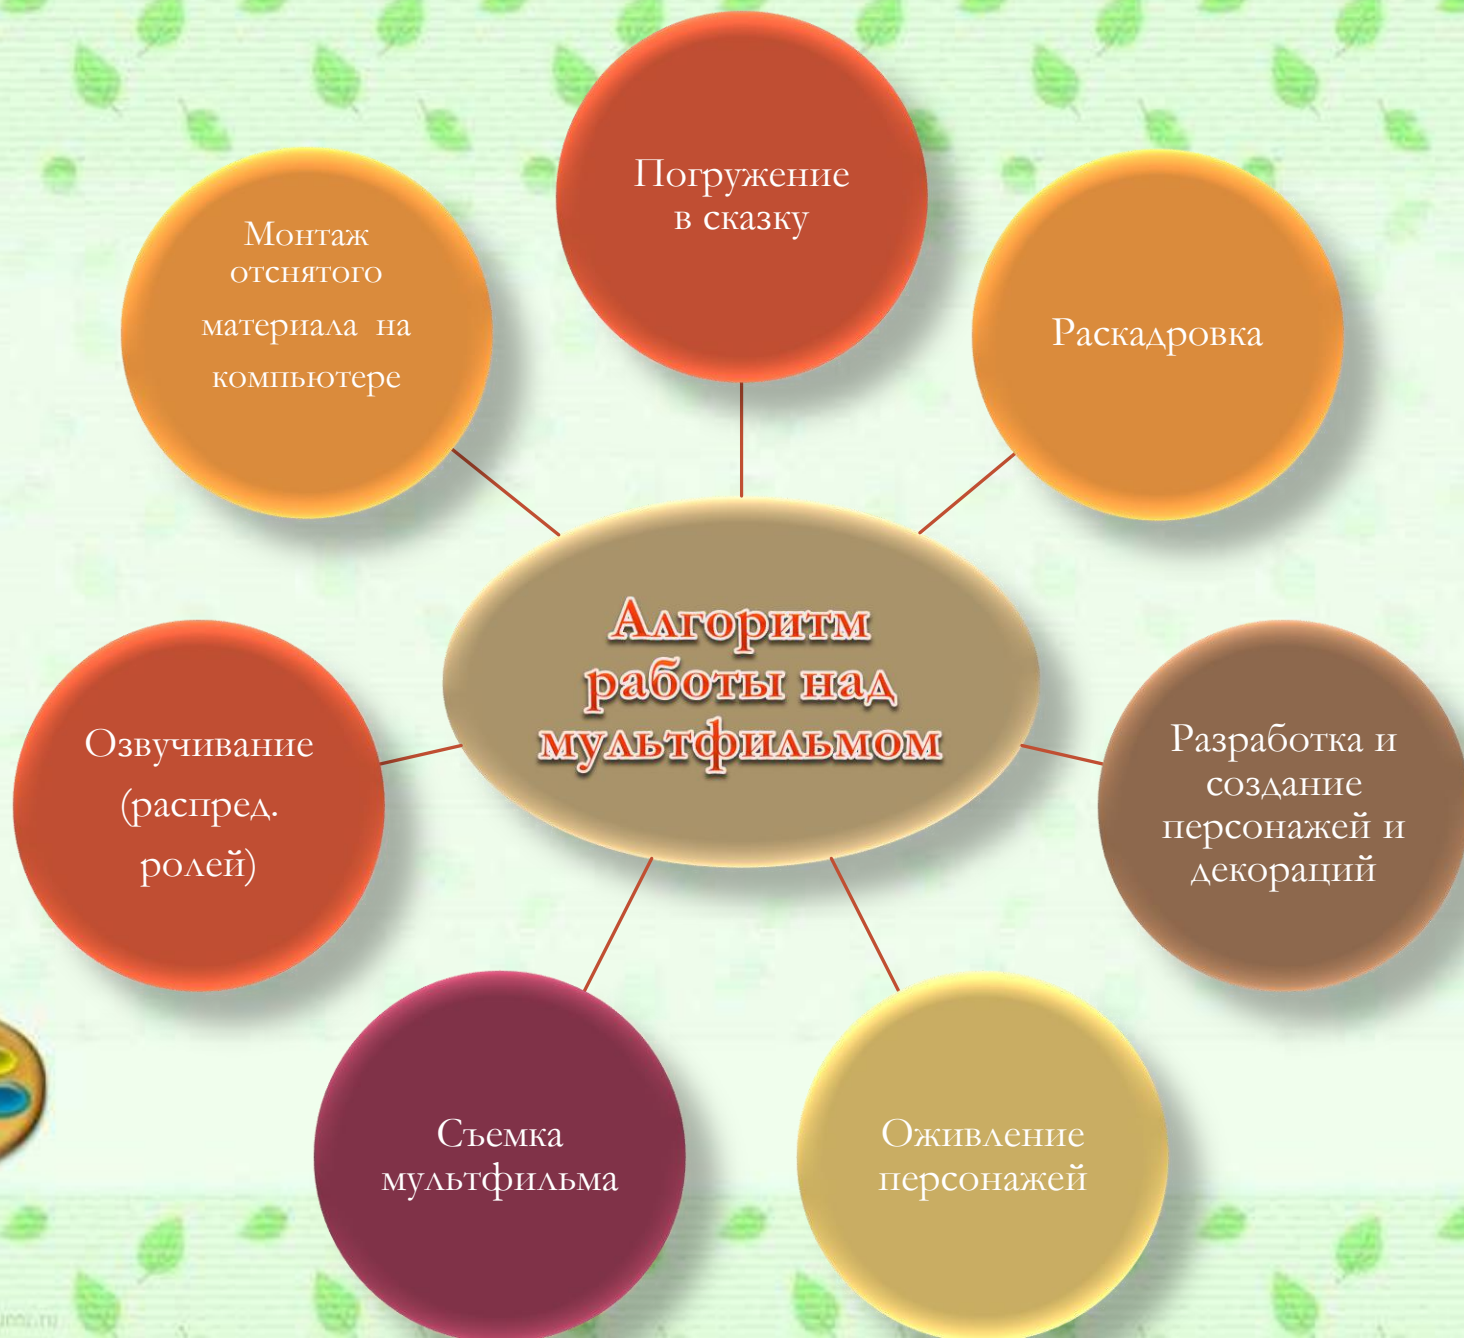 Погружение
в сказку
Раскадровка
Разработка и
создание
персонажей и
декораций
Оживление
персонажей
Съемка
мультфильма
Озвучивание
(распред.
ролей)
Монтаж
отснятого
материала на
компьютере
Алгоритм
работы над
мультфильмом